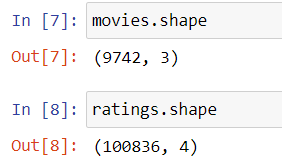 In [7]: movies.shape
Out[7]: (9742, 3)
In [8]: ratings.shape
Out[8]: (100836, 4)